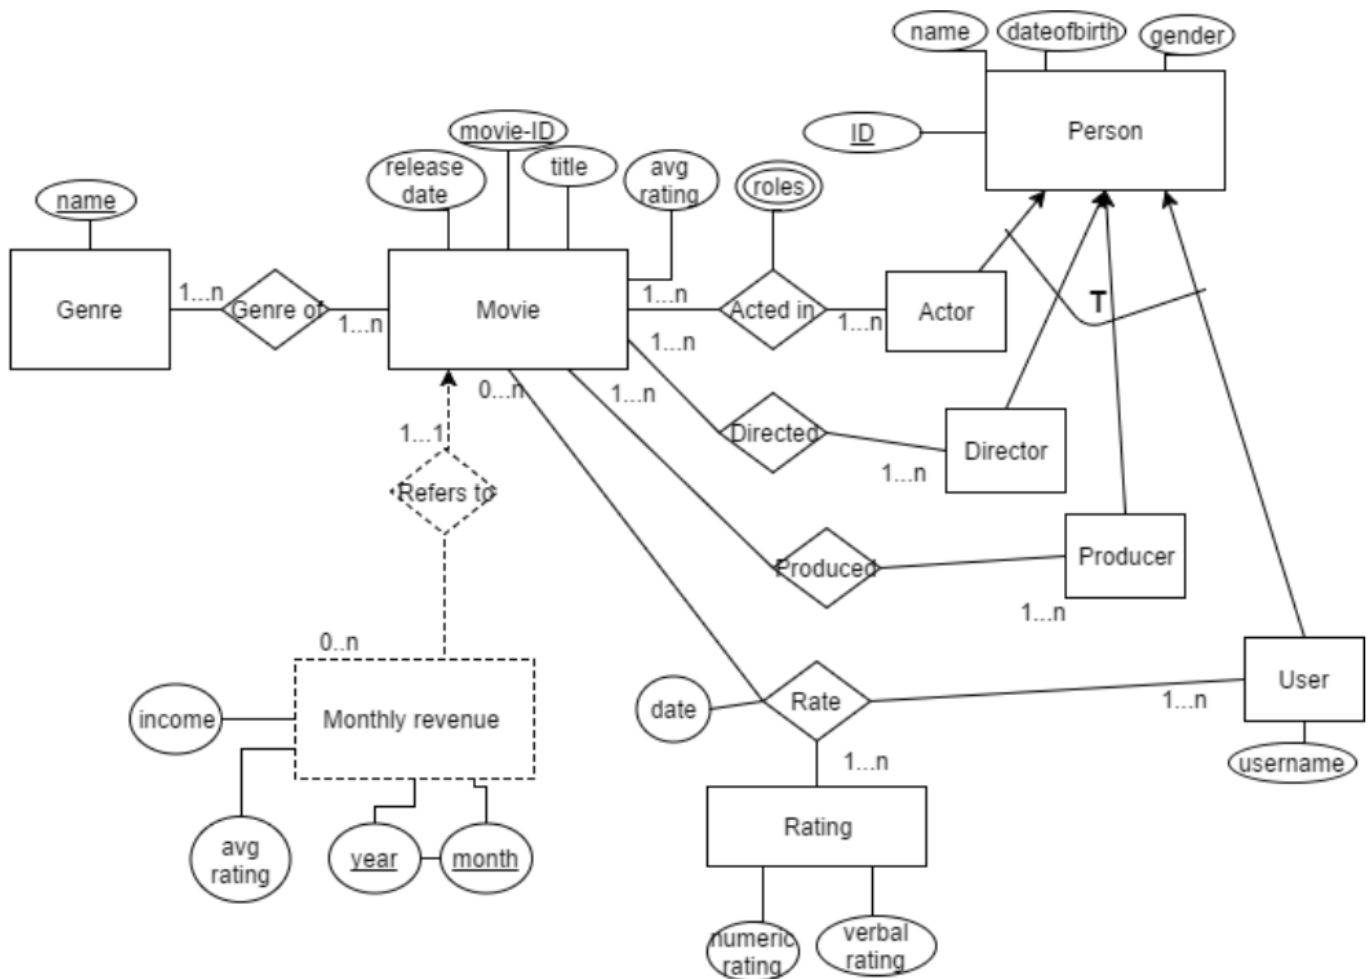 name
dateofbirth
gender
Person
ID
movie-ID
release
date
title
avg
rating
roles
name
Genre
1...n
Genre of
1...n
Movie
1...n
Acted in
1...n
Actor
T
1...n
0...n
1...n
Directed
1...n
Director
1...1
Refers to
Produced
1...n
Producer
0..n
Monthly revenue
income
avg
rating
year
month
date
Rate
1...n
User
username
1...n
Rating
numeric
rating
verbal
rating